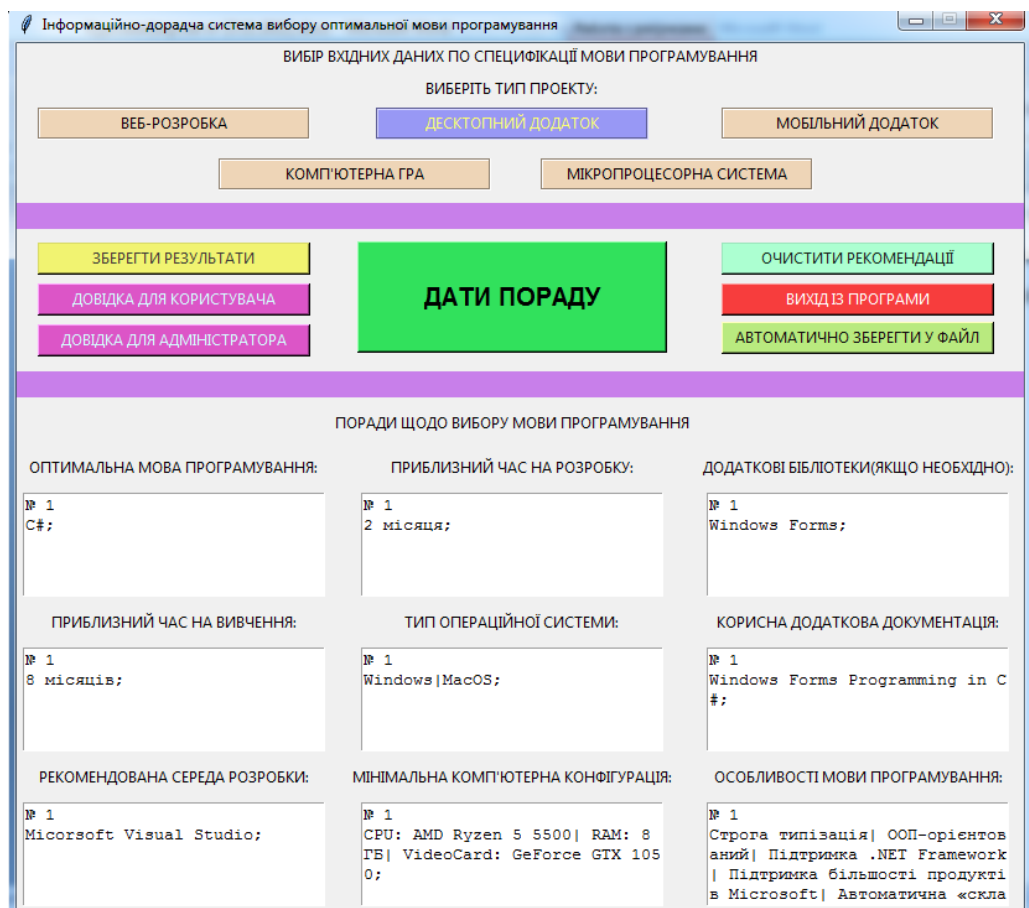 Інформаційно-дорадча система вибору оптимальної мови програмування
ВИБІР ВХІДНИХ ДАНИХ ПО СПЕЦИФІКАЦІЇ МОВИ ПРОГРАМУВАННЯ
ВИБЕРІТЬ ТИП ПРОЕКТУ:
ВЕБ-РОЗРОБКА
ДЕСКТОПНИЙ ДОДАТОК
МОБІЛЬНИЙ ДОДАТОК
КОМП'ЮТЕРНА ГРА
МІКРОПРОЦЕСОРНА СИСТЕМА
ЗБЕРЕГТИ РЕЗУЛЬТАТИ
ДОВІДКА ДЛЯ КОРИСТУВАЧА
ДОВІДКА ДЛЯ АДМІНІСТРАТОРА
ДАТИ ПОРАДУ
ОЧИСТИТИ РЕКОМЕНДАЦІЇ
ВИХІД ІЗ ПРОГРАМИ
АВТОМАТИЧНО ЗБЕРЕГТИ У ФАЙЛ
ПОРАДИ ЩОДО ВИБОРУ МОВИ ПРОГРАМУВАННЯ
ОПТИМАЛЬНА МОВА ПРОГРАМУВАННЯ:
№ 1
C#;
ПРИБЛИЗНИЙ ЧАС НА РОЗРОБКУ:
№ 1
2 місяця;
ДОДАТКОВІ БІБЛІОТЕКИ(ЯКЩО НЕОБХІДНО):
№ 1
Windows Forms;
ПРИБЛИЗНИЙ ЧАС НА ВИВЧЕННЯ:
№ 1
8 місяців;
ТИП ОПЕРАЦІЙНОЇ СИСТЕМИ:
№ 1
Windows|MacOS;
КОРИСНА ДОДАТКОВА ДОКУМЕНТАЦІЯ:
№ 1
Windows Forms Programming in C
#;
РЕКОМЕНДОВАНА СЕРЕДА РОЗРОБКИ:
№ 1
Micorsoft Visual Studio;
МІНІМАЛЬНА КОМП'ЮТЕРНА КОНФІГУРАЦІЯ:
№ 1
CPU: AMD Ryzen 5 5500| RAM: 8
ГБ| VideoCard: GeForce GTX 105
0;
ОСОБЛИВОСТІ МОВИ ПРОГРАМУВАННЯ:
№ 1
Строга типізація| ООП-орієнтов
аний| Підтримка .NET Framework
| Підтримка більшості продукті
в Microsoft| Автоматична «скла